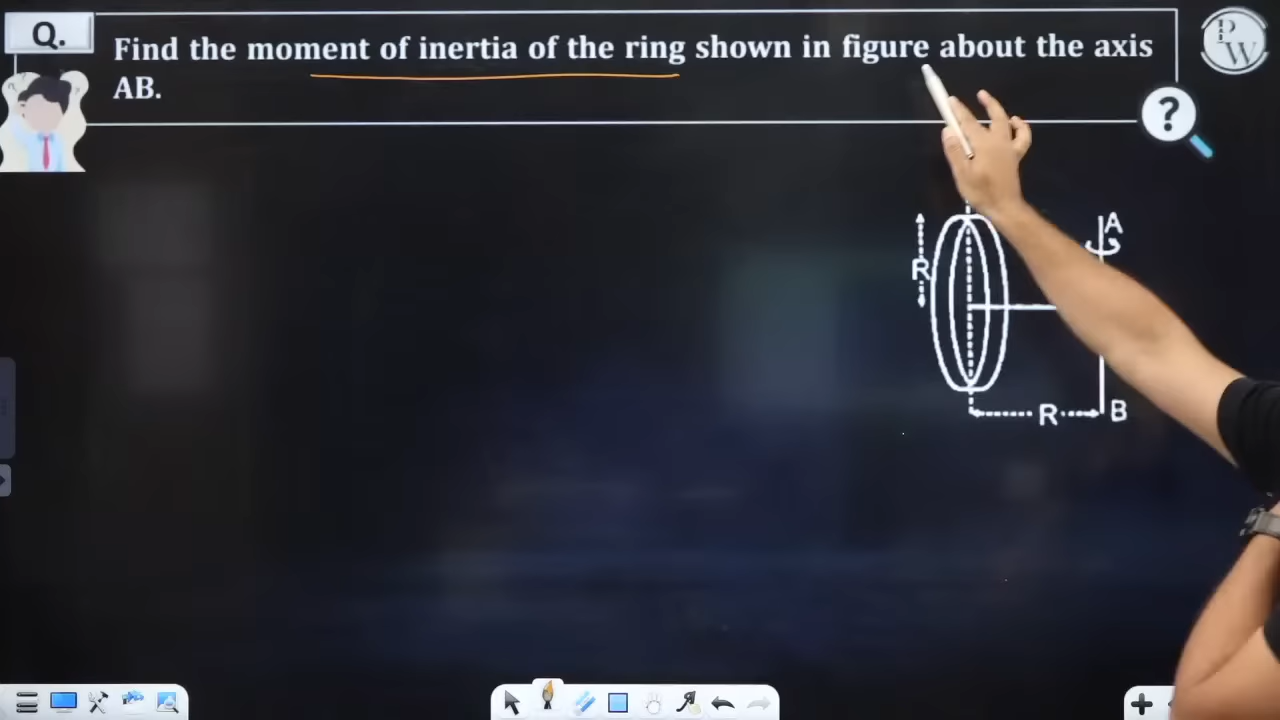 Q.
Find the moment of inertia of the ring shown in figure about the axis
AB.
P
W
?
A
R
R
B